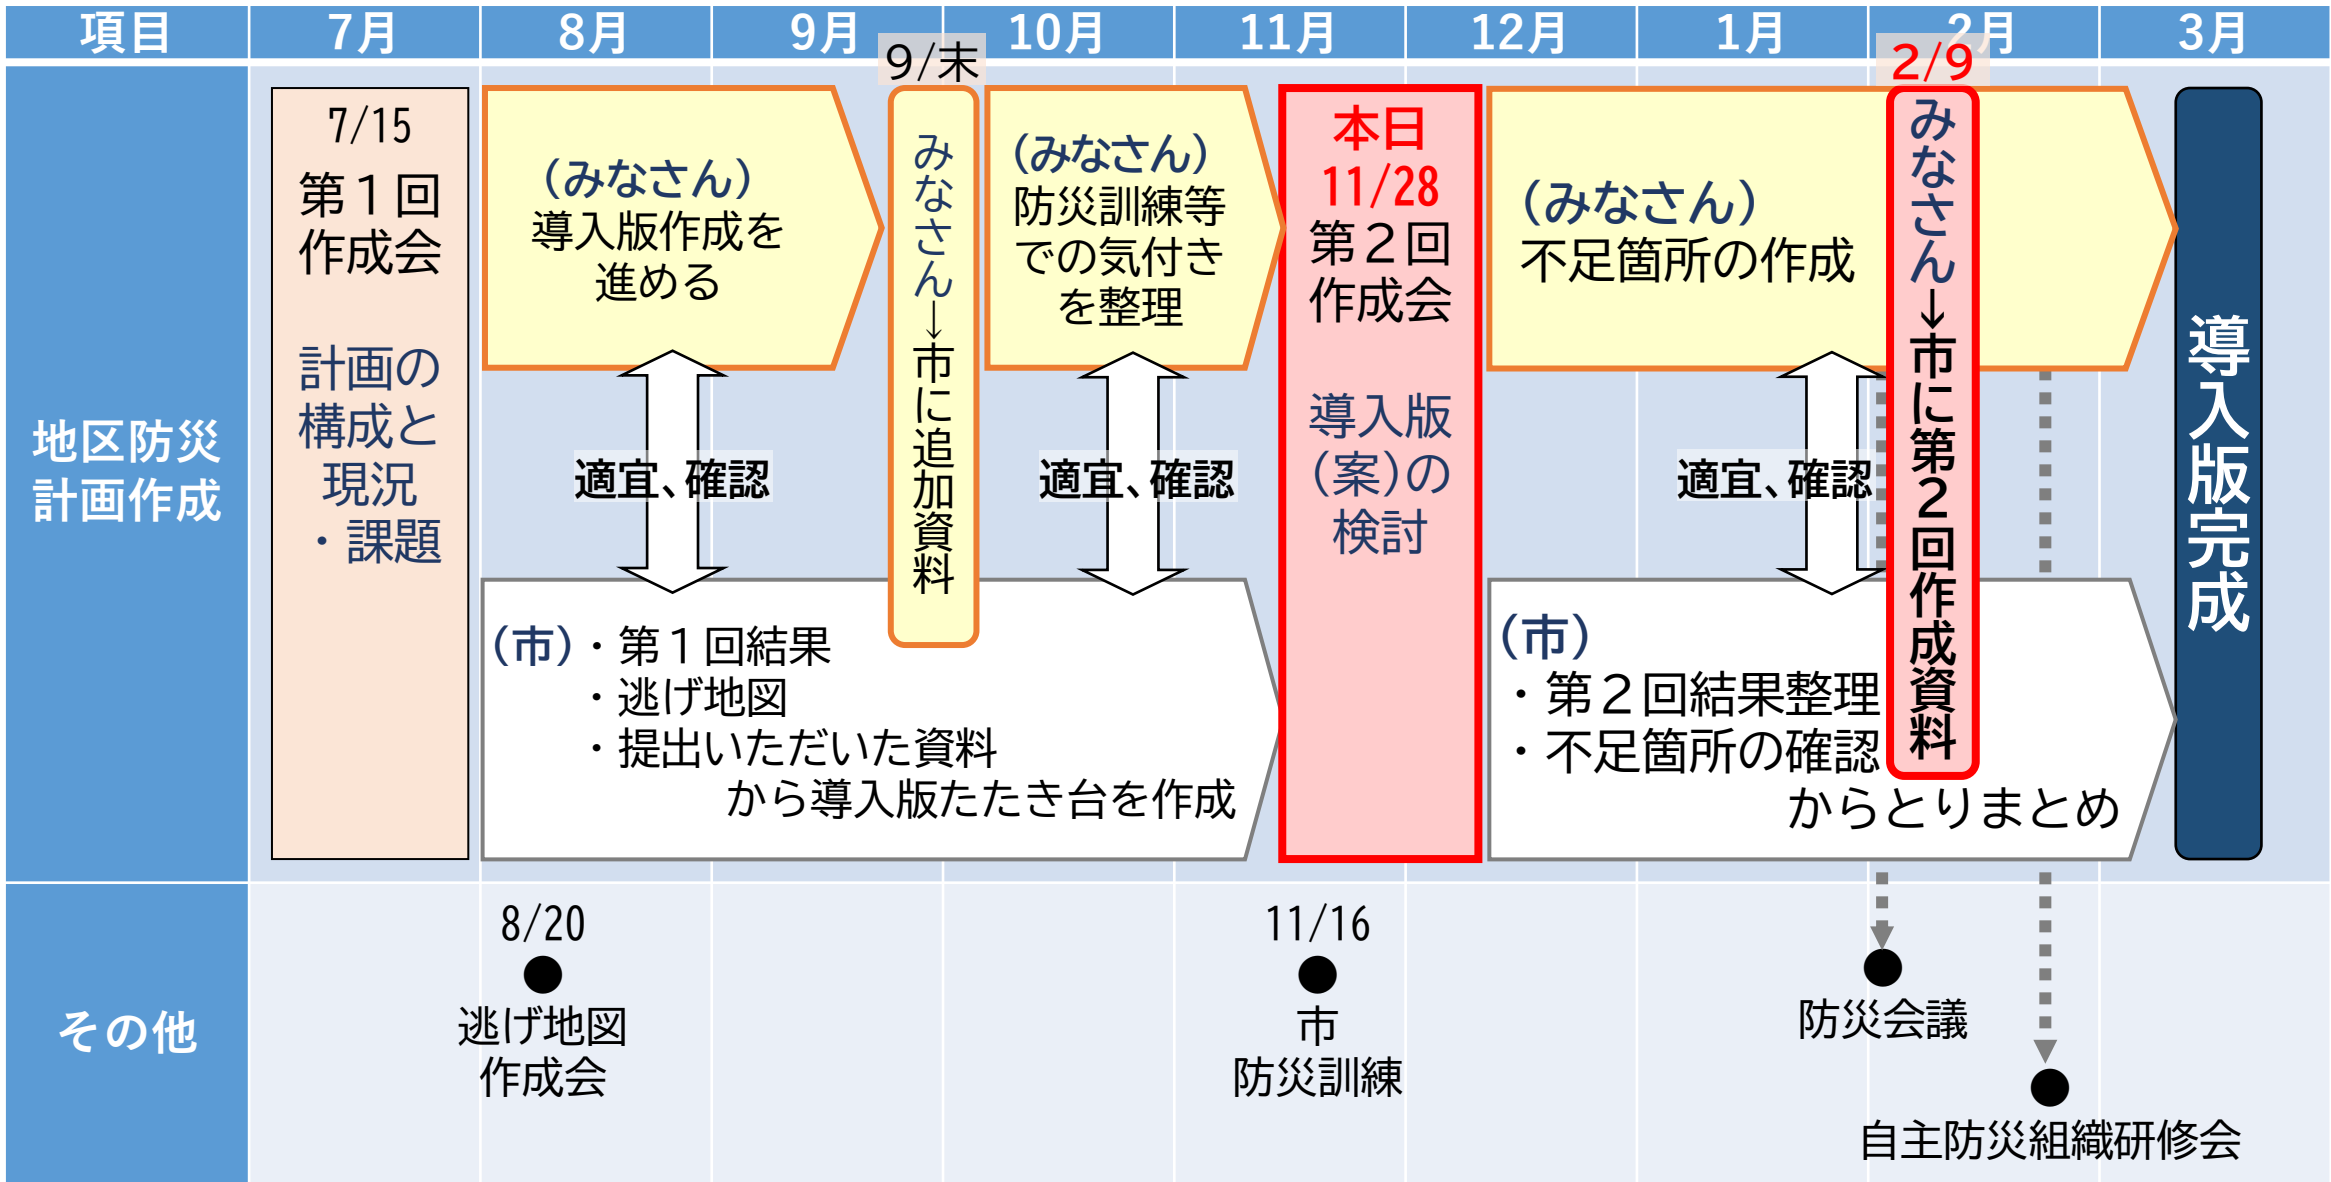 項目
7月
8月
9月
10月
11月
12月
1月
2月
3月
地区防災
計画作成
7/15
第１回
作成会
計画の
構成と
現況
・課題
（みなさん）
導入版作成を
進める
9/末
みなさん→市に追加資料
（みなさん）
防災訓練等
での気付き
を整理
本日
11/28
第２回
作成会
導入版
（案）の
検討
（みなさん）
不足箇所の作成
2/9
みなさん→市に第２回作成資料
導入版完成
適宜、確認
適宜、確認
適宜、確認
（市）・第１回結果
・逃げ地図
・提出いただいた資料
から導入版たたき台を作成
（市）
・第２回結果整理
・不足箇所の確認
からとりまとめ
その他
8/20
逃げ地図
作成会
11/16
市
防災訓練
防災会議
自主防災組織研修会